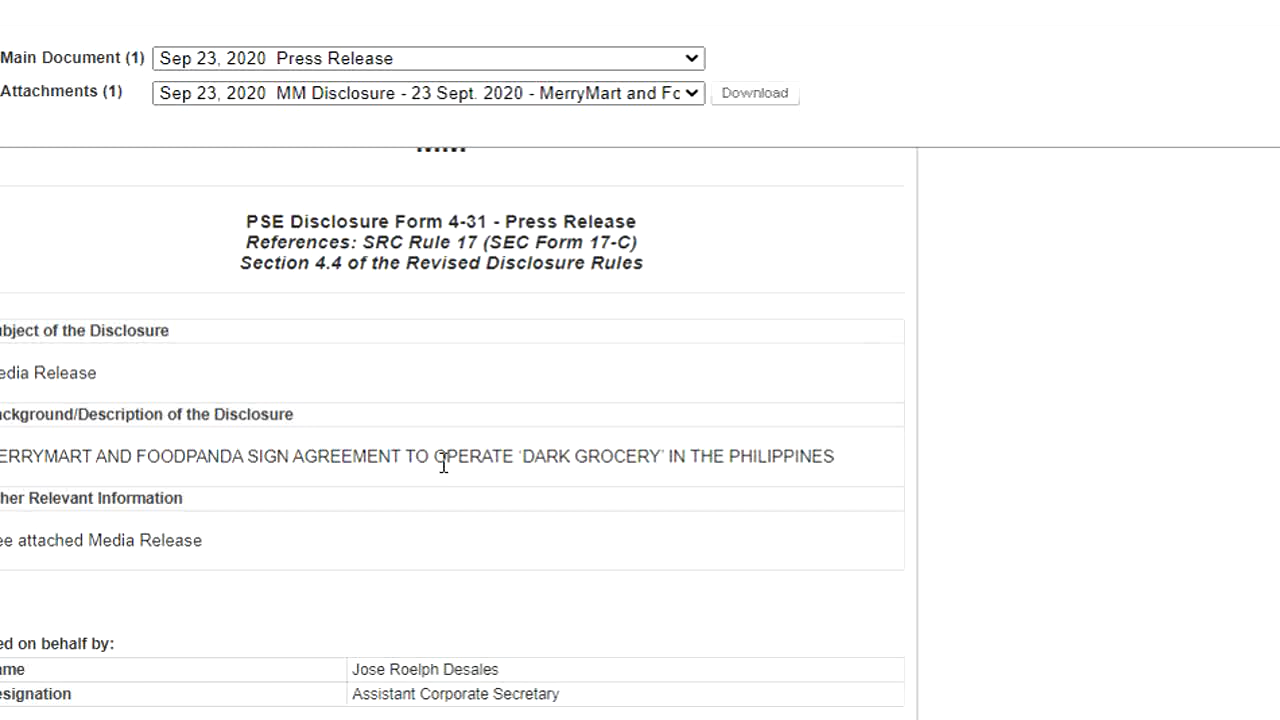 Main Document (1) Sep 23, 2020 Press Release
Attachments (1) Sep 23, 2020 MM Disclosure - 23 Sept. 2020 - MerryMart and Fc Download
PSE Disclosure Form 4-31 - Press Release
References: SRC Rule 17 (SEC Form 17-C)
Section 4.4 of the Revised Disclosure Rules
ubject of the Disclosure
edia Release
ackground/Description of the Disclosure
ERRYMART AND FOODPANDA SIGN AGREEMENT TO OPERATE 'DARK GROCERY' IN THE PHILIPPINES
her Relevant Information
ee attached Media Release
ed on behalf by:
ame Jose Roelph Desales
esignation Assistant Corporate Secretary